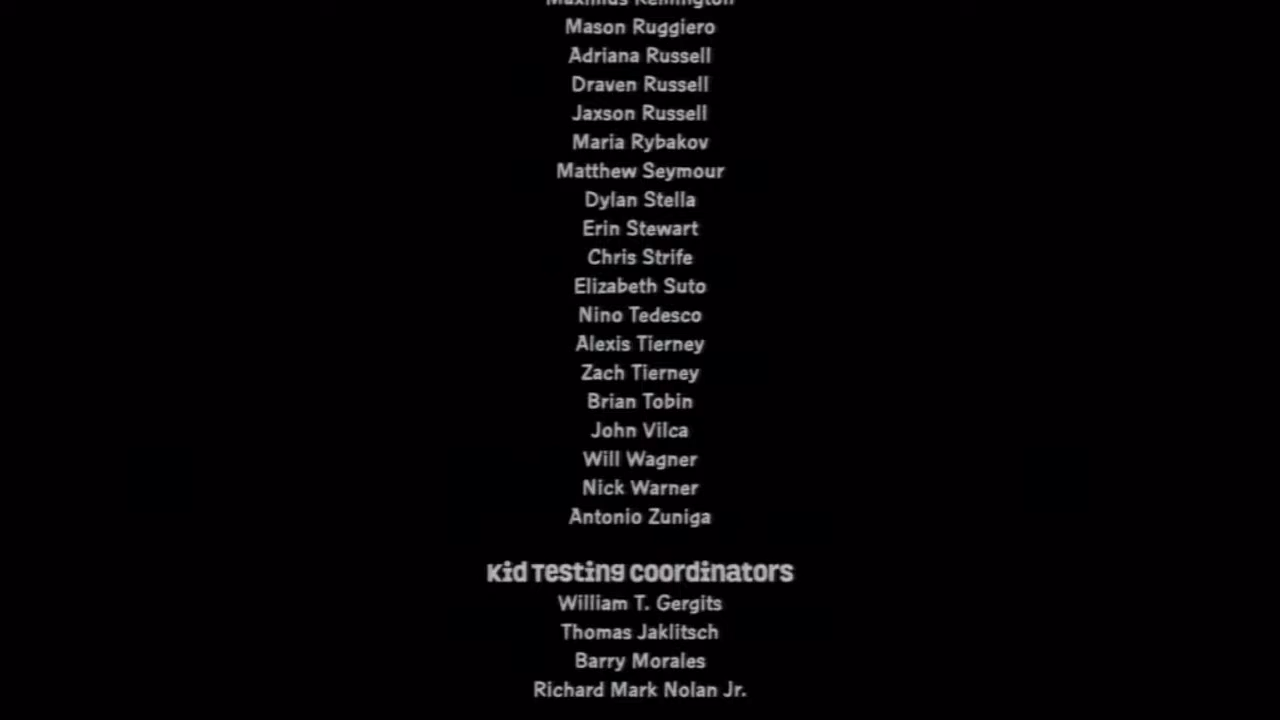 Mason Ruggiero
Adriana Russell
Draven Russell
Jaxson Russell
Maria Rybakov
Matthew Seymour
Dylan Stella
Erin Stewart
Chris Strife
Elizabeth Suto
Nino Tedesco
Alexis Tierney
Zach Tierney
Brian Tobin
John Vilca
Will Wagner
Nick Warner
Antonio Zuniga
Kid Testing Coordinators
William T. Gergits
Thomas Jaklitsch
Barry Morales
Richard Mark Nolan Jr.